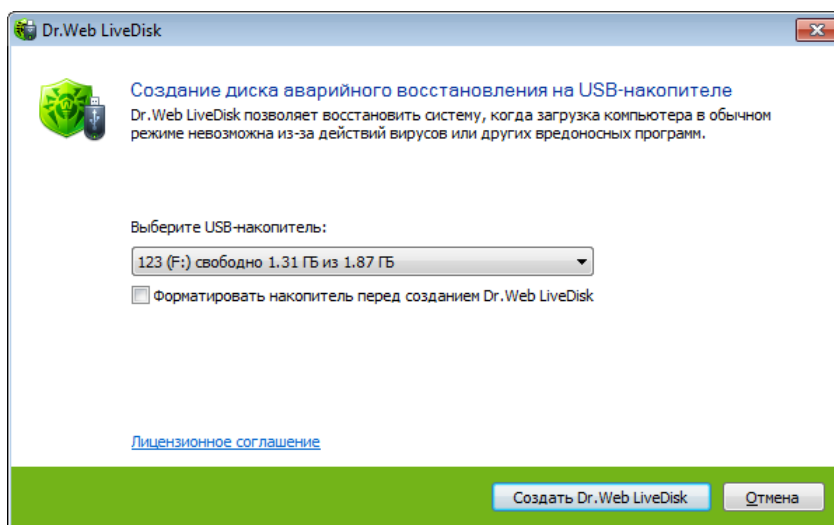 Dr.Web LiveDisk
Создание диска аварийного восстановления на USB-накопителе
Dr.Web LiveDisk позволяет восстановить систему, когда загрузка компьютера в обычном
режиме невозможна из-за действий вирусов или других вредоносных программ.
Выберите USB-накопитель:
123 (F:) свободно 1.31 ГБ из 1.87 ГБ
Форматировать накопитель перед созданием Dr.Web LiveDisk
Лицензионное соглашение
Создать Dr.Web LiveDisk
Отмена